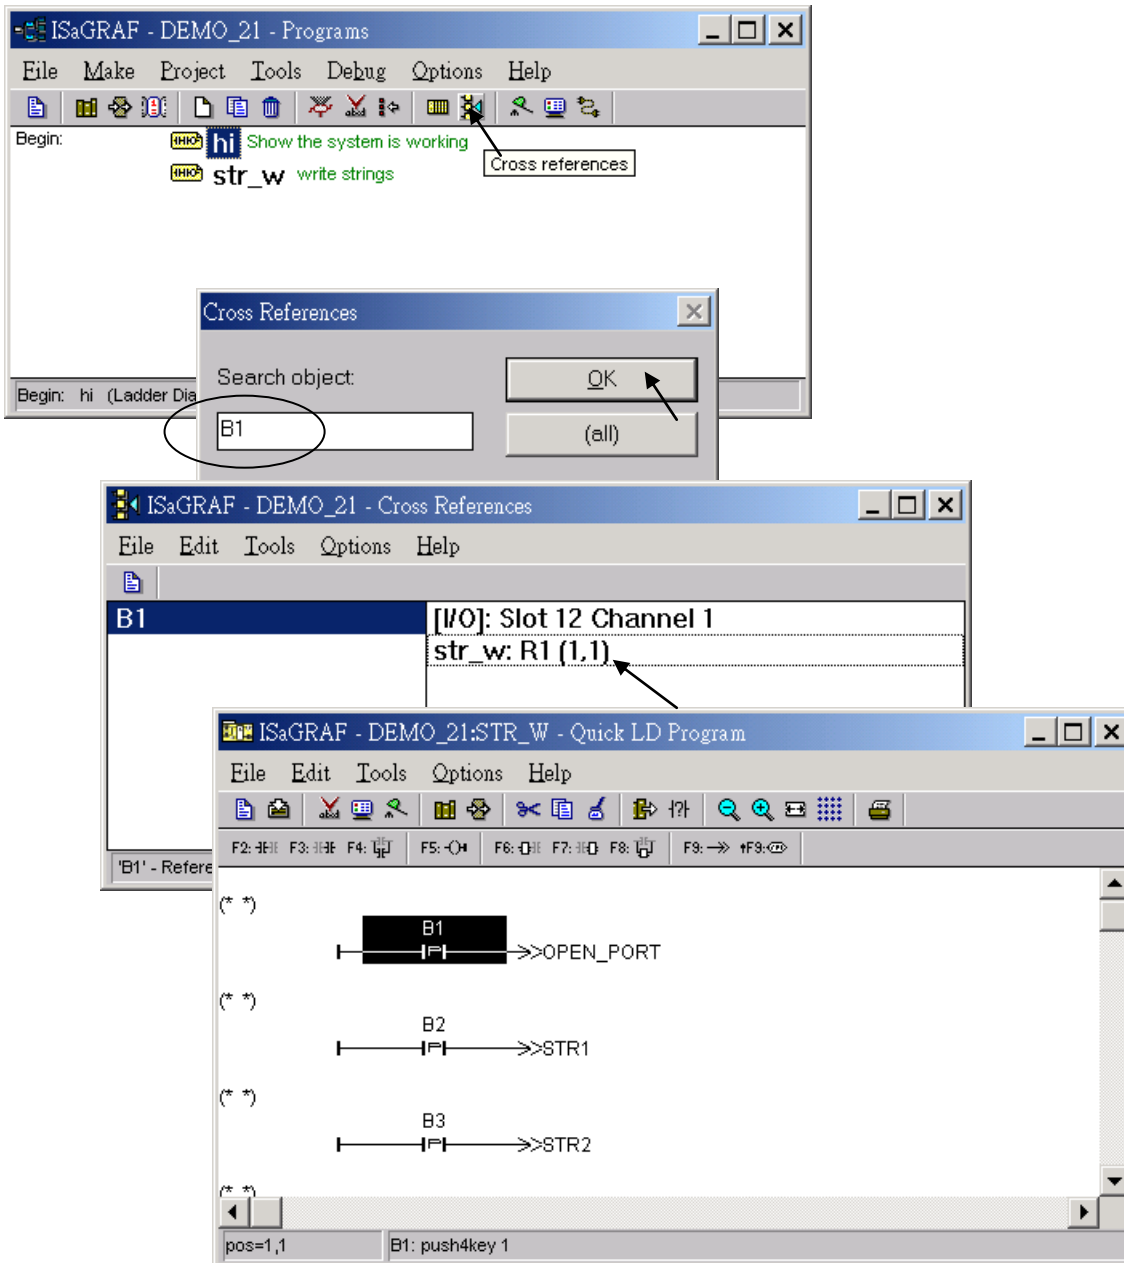 ISaGRAF - DEMO_21 - Programs
File Make Project Tools Debug Options Help
Begin: hi Show the system is working
Cross references
str_w write strings
Cross References
Search object:
OK
Begin: hi (Ladder Dia
B1
(all)
ISaGRAF - DEMO_21 - Cross References
File Edit Tools Options Help
B1 [I/O]: Slot 12 Channel 1
str_w: R1 (1,1)
ISaGRAF - DEMO_21:STR_W - Quick LD Program
File Edit Tools Options Help
F2: F3: F4: F5: F6: F7: F8: F9: ↑F9:
'B1' - Refere
(* *)
B1
>>OPEN_PORT
(* *)
B2
>>STR1
(* *)
B3
>>STR2
(* *)
pos=1,1 B1: push4key 1